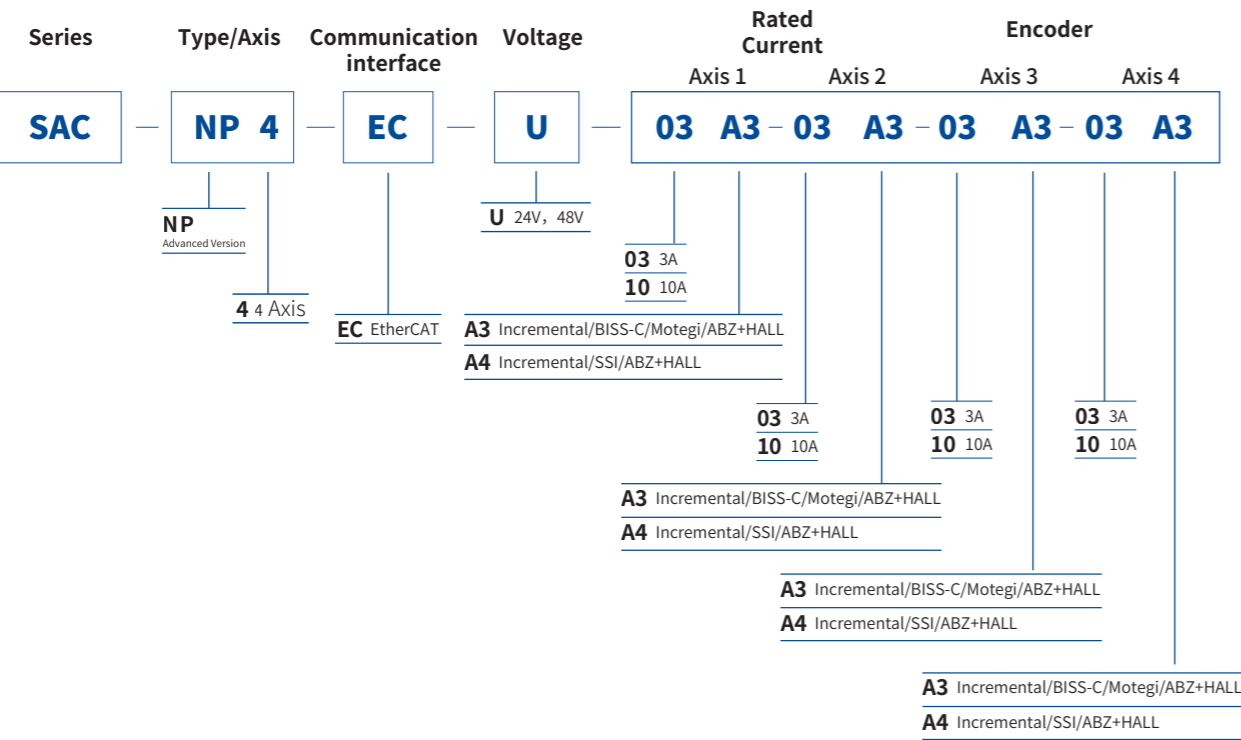 Series
Type/Axis
Communication
interface
Voltage
Rated
Current
Encoder
Axis 1
Axis 2
Axis 3
Axis 4
SAC — NP 4 — EC — U — 03 A3 – 03 A3 – 03 A3 – 03 A3
NP
Advanced Version
4 4 Axis
EC EtherCAT
U 24V，48V
03 3A
10 10A
A3 Incremental/BISS-C/Motegi/ABZ+HALL
A4 Incremental/SSI/ABZ+HALL
03 3A
10 10A
A3 Incremental/BISS-C/Motegi/ABZ+HALL
A4 Incremental/SSI/ABZ+HALL
03 3A
10 10A
A3 Incremental/BISS-C/Motegi/ABZ+HALL
A4 Incremental/SSI/ABZ+HALL
03 3A
10 10A
A3 Incremental/BISS-C/Motegi/ABZ+HALL
A4 Incremental/SSI/ABZ+HALL